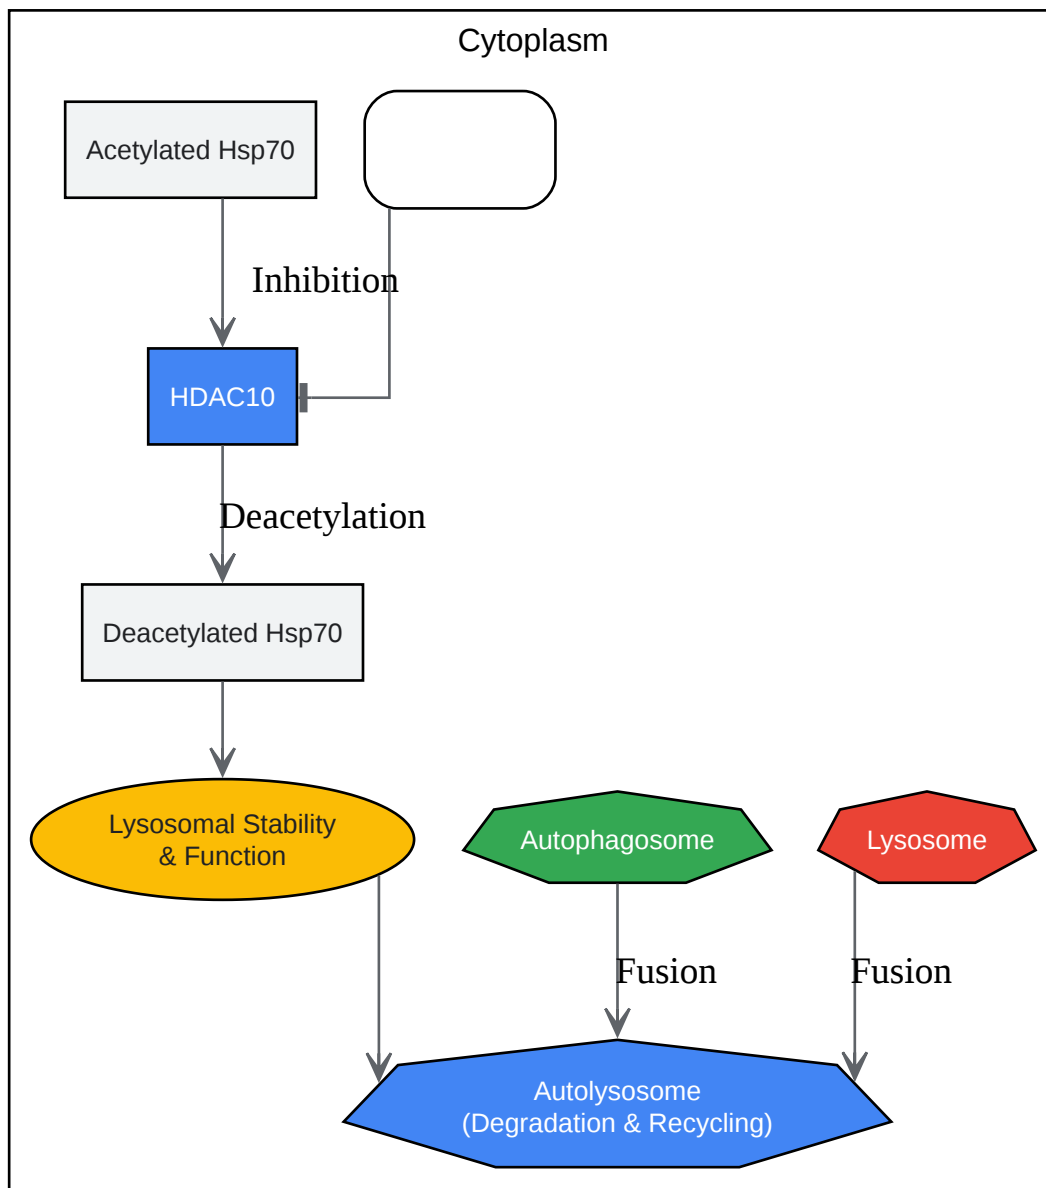 Cytoplasm
Acetylated Hsp70
Inhibition
HDAC10
Deacetylation
Deacetylated Hsp70
Lysosomal Stability
& Function
Autophagosome
Lysosome
Fusion
Fusion
Autolysosome
(Degradation & Recycling)